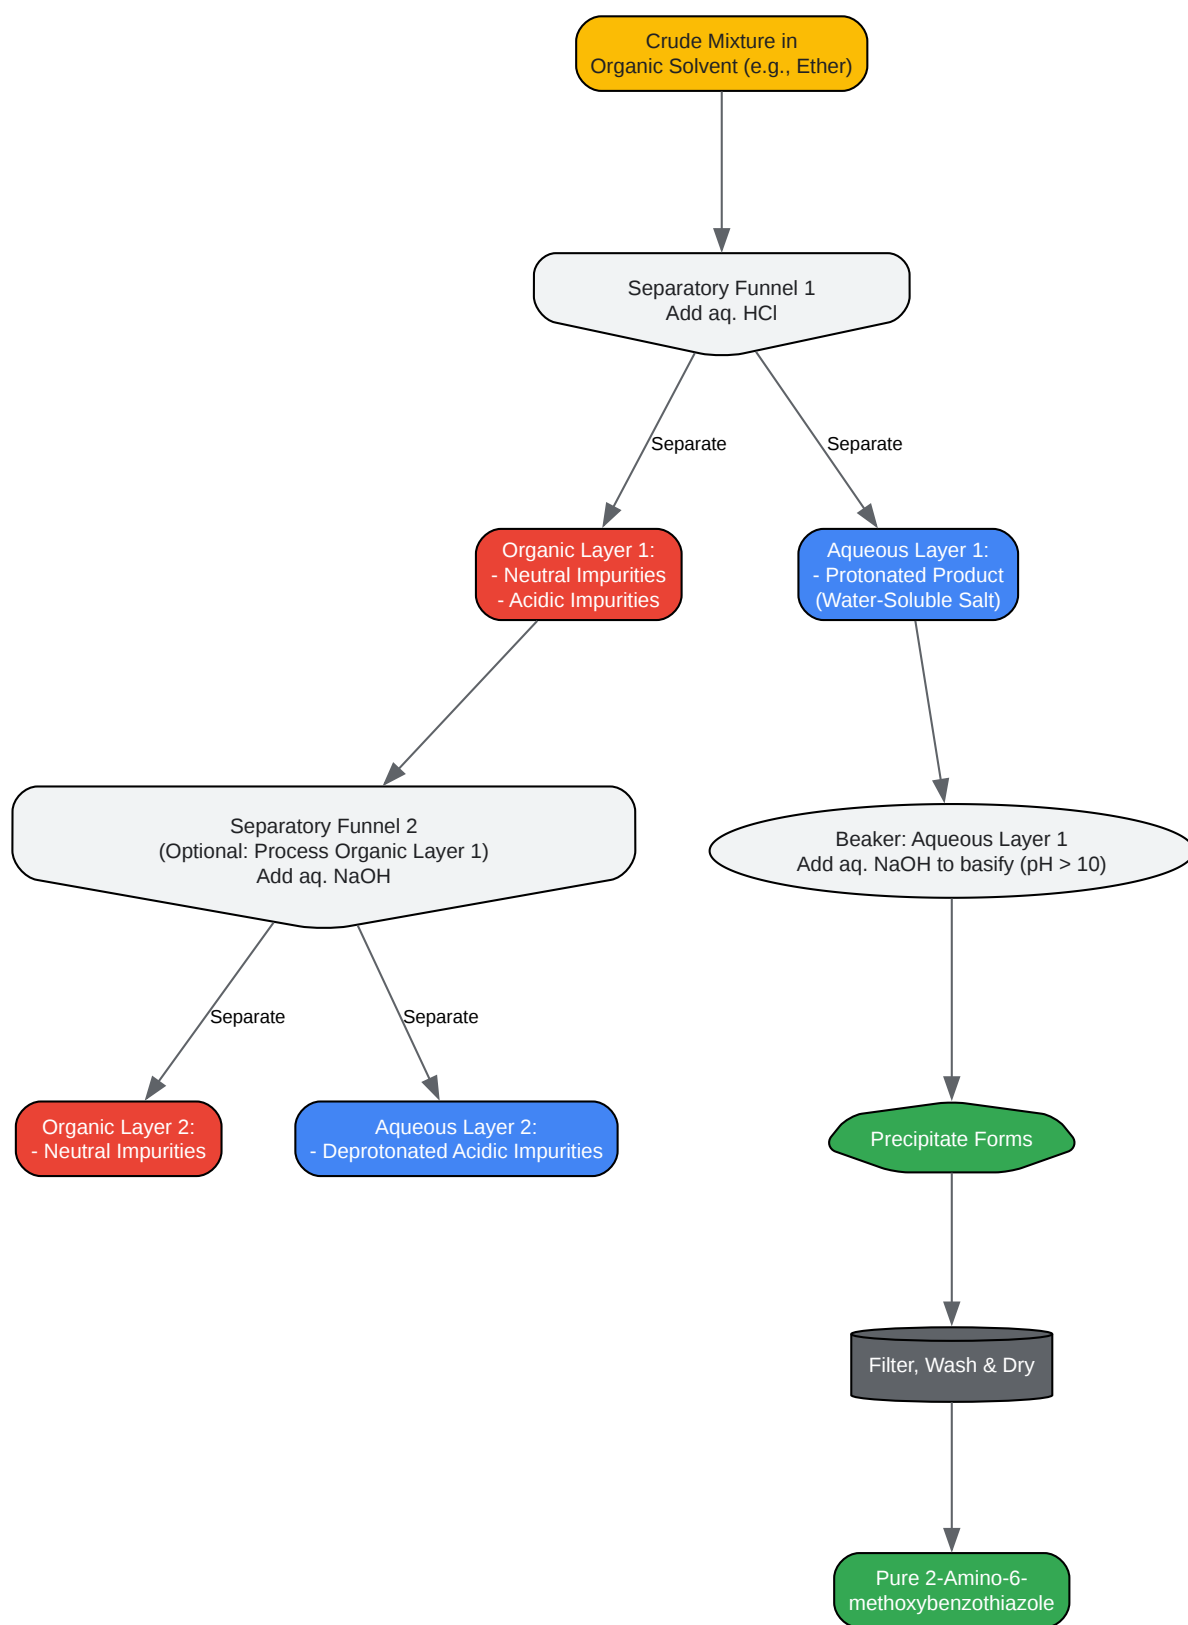 Crude Mixture in
Organic Solvent (e.g., Ether)
Separatory Funnel 1
Add aq. HCl
Separate
Separate
Organic Layer 1:
- Neutral Impurities
- Acidic Impurities
Aqueous Layer 1:
- Protonated Product
(Water-Soluble Salt)
Separatory Funnel 2
(Optional: Process Organic Layer 1)
Add aq. NaOH
Beaker: Aqueous Layer 1
Add aq. NaOH to basify (pH > 10)
Separate
Separate
Organic Layer 2:
- Neutral Impurities
Aqueous Layer 2:
- Deprotonated Acidic Impurities
Precipitate Forms
Filter, Wash & Dry
Pure 2-Amino-6-
methoxybenzothiazole